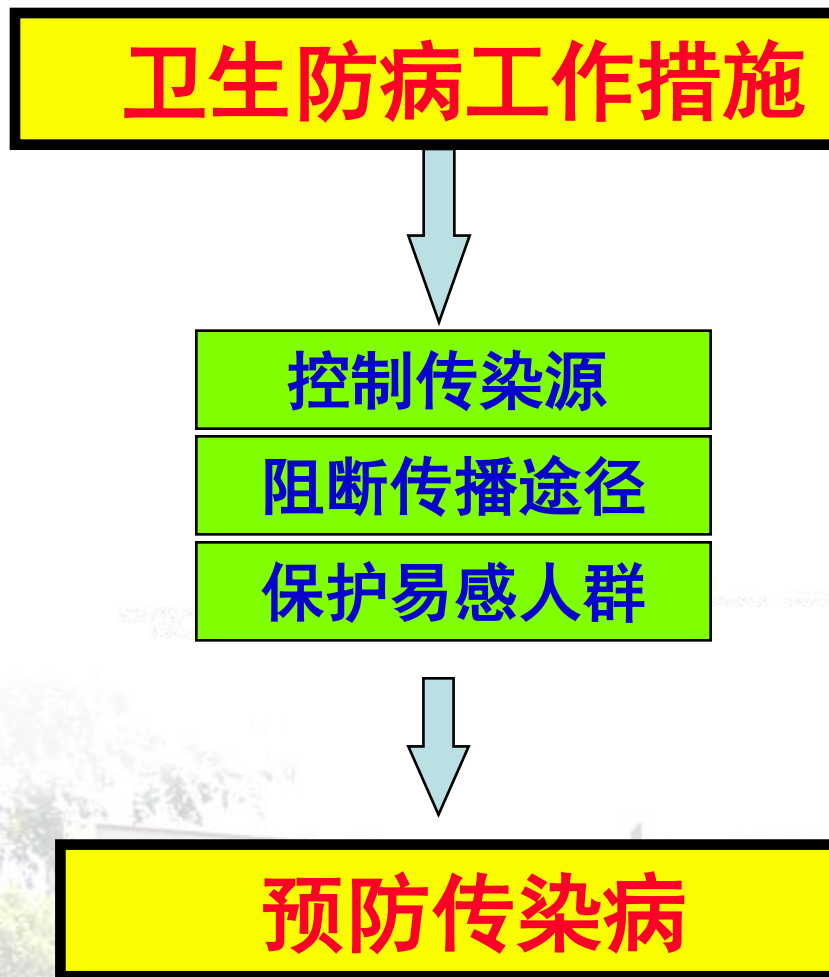 卫生防病工作措施
控制传染源
阻断传播途径
保护易感人群
预防传染病